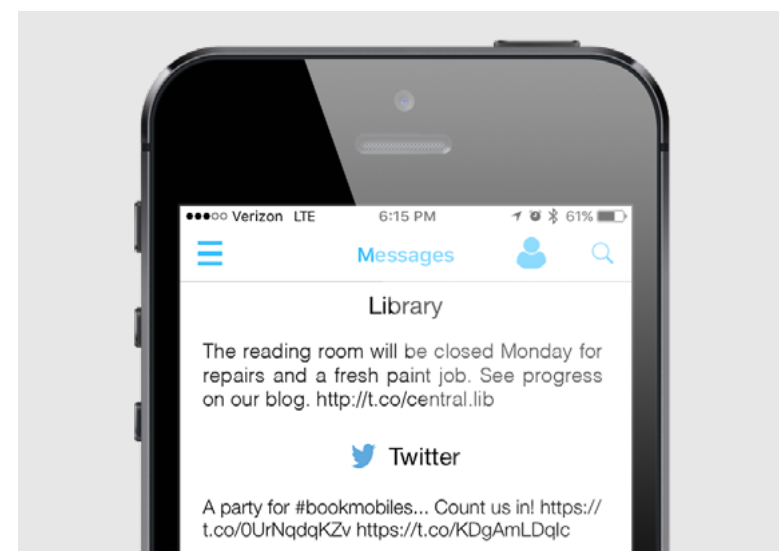 Verizon LTE 6:15 PM 61%
Messages
Library
The reading room will be closed Monday for
repairs and a fresh paint job. See progress
on our blog. http://t.co/central.lib
Twitter
A party for #bookmobiles... Count us in! https://
t.co/0UrNqdqKZv https://t.co/KDgAmLDqlc